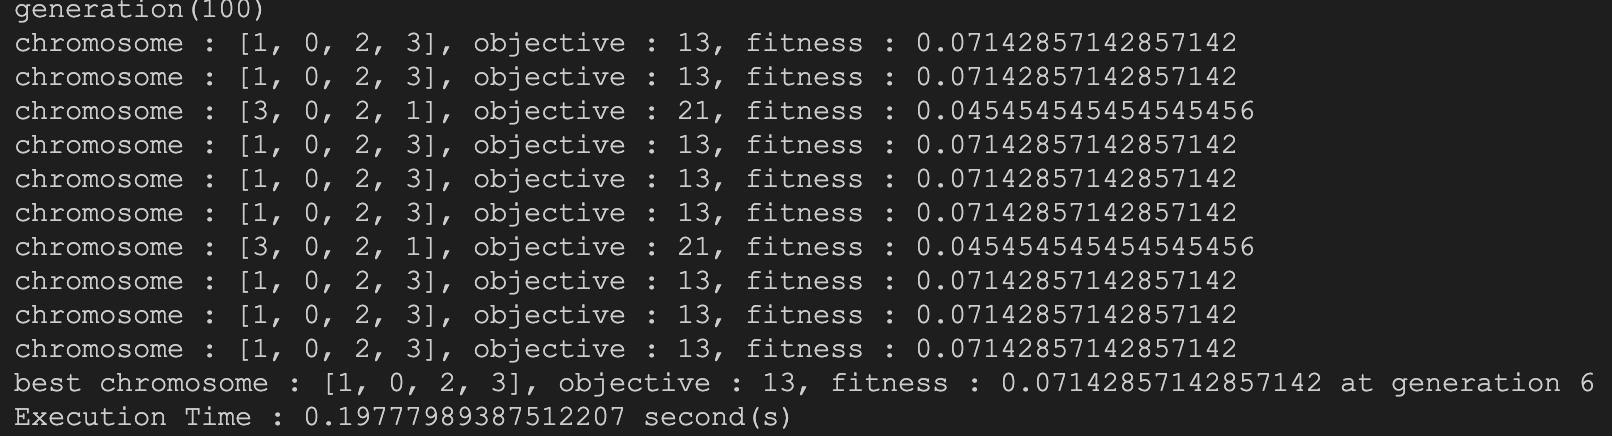 generation(100)
chromosome : [1, 0, 2, 3], objective : 13, fitness : 0.07142857142857142
chromosome : [1, 0, 2, 3], objective : 13, fitness : 0.07142857142857142
chromosome : [3, 0, 2, 1], objective : 21, fitness : 0.045454545454545456
chromosome : [1, 0, 2, 3], objective : 13, fitness : 0.07142857142857142
chromosome : [1, 0, 2, 3], objective : 13, fitness : 0.07142857142857142
chromosome : [1, 0, 2, 3], objective : 13, fitness : 0.07142857142857142
chromosome : [3, 0, 2, 1], objective : 21, fitness : 0.045454545454545456
chromosome : [1, 0, 2, 3], objective : 13, fitness : 0.07142857142857142
chromosome : [1, 0, 2, 3], objective : 13, fitness : 0.07142857142857142
chromosome : [1, 0, 2, 3], objective : 13, fitness : 0.07142857142857142
best chromosome : [1, 0, 2, 3], objective : 13, fitness : 0.07142857142857142 at generation 6
Execution Time : 0.19777989387512207 second(s)